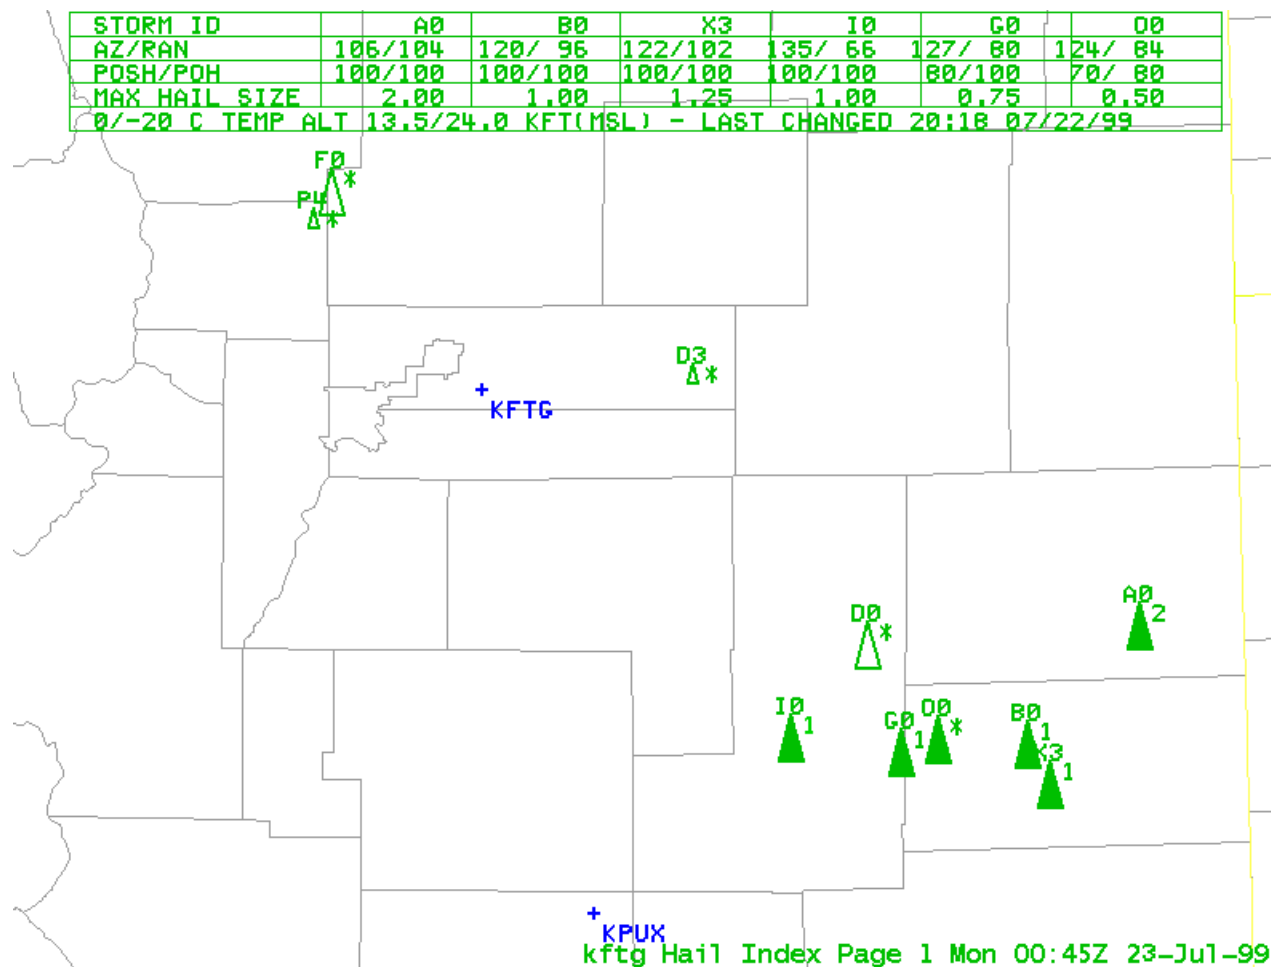 STORM ID A0 B0 X3 I0 G0 O0
AZ/RAN 106/104 120/ 96 122/102 135/ 66 127/ 80 124/ 84
POSH/POH 100/100 100/100 100/100 100/100 80/100 70/ 80
MAX HAIL SIZE 2.00 1.00 1.25 1.00 0.75 0.50
0/-20 C TEMP ALT 13.5/24.0 KFT(MSL) - LAST CHANGED 20:18 07/22/99
F0 *
P4 *
D3 *
KFTG
A0 2
D0 *
I0 1
G0 1
O0 *
B0 1
X3 1
KPUX
kftg Hail Index Page 1 Mon 00:45Z 23-Jul-99